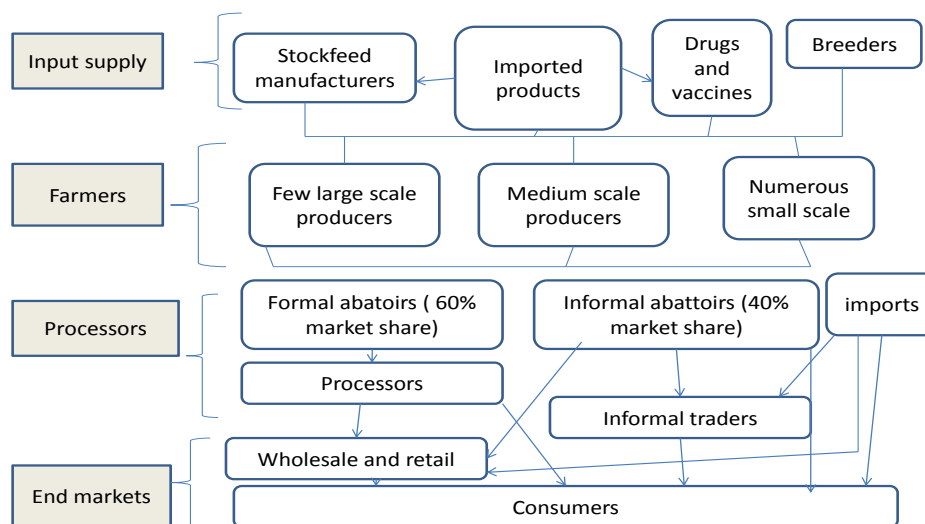 Input supply
Stockfeed
manufacturers
Imported
products
Drugs
and
vaccines
Breeders
Farmers
Few large scale
producers
Medium scale
producers
Numerous
small scale
Processors
Formal abatoirs ( 60%
market share)
Informal abattoirs (40%
market share)
imports
Processors
Informal traders
End markets
Wholesale and retail
Consumers